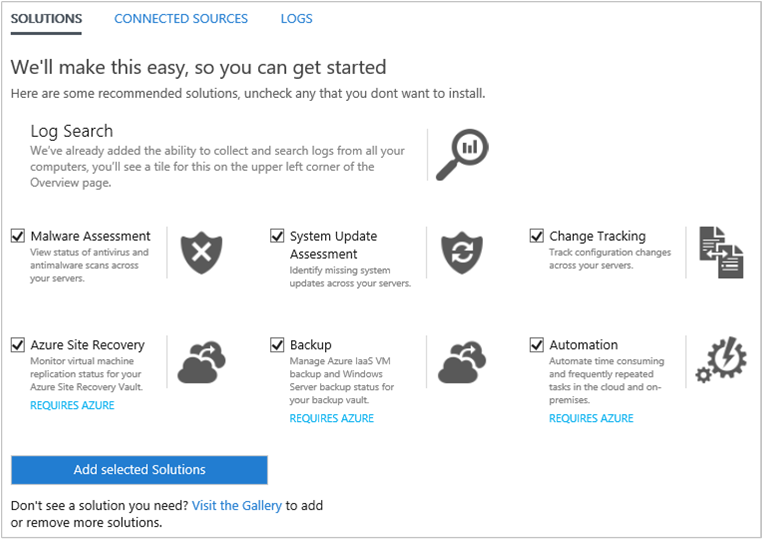 SOLUTIONS CONNECTED SOURCES LOGS
We'll make this easy, so you can get started
Here are some recommended solutions, uncheck any that you dont want to install.
Log Search
We've already added the ability to collect and search logs from all your
computers, you'll see a tile for this on the upper left corner of the
Overview page.
Malware Assessment
View status of antivirus and
antimalware scans across
your servers.
System Update
Assessment
Identify missing system
updates across your servers.
Change Tracking
Track configuration changes
across your servers.
Azure Site Recovery
Monitor virtual machine
replication status for your
Azure Site Recovery Vault.
REQUIRES AZURE
Backup
Manage Azure IaaS VM
backup and Windows
Server backup status for
your backup vault.
REQUIRES AZURE
Automation
Automate time consuming
and frequently repeated
tasks in the cloud and on-
premises.
REQUIRES AZURE
Add selected Solutions
Don't see a solution you need? Visit the Gallery to add
or remove more solutions.